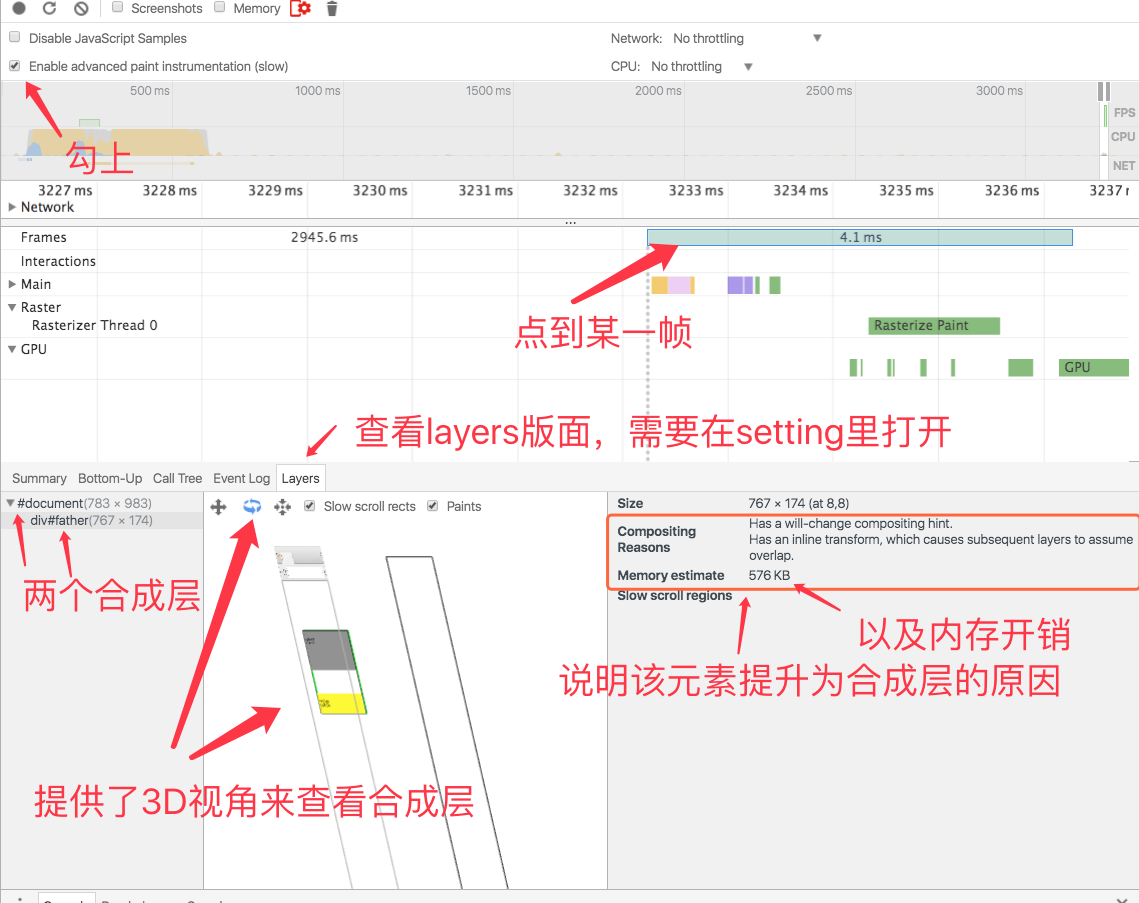 Screenshots Memory
Disable JavaScript Samples Network: No throttling
Enable advanced paint instrumentation (slow) CPU: No throttling
500 ms 1000 ms 1500 ms 2000 ms 2500 ms 3000 ms
FPS
CPU
NET
勾上
3227 ms 3228 ms 3229 ms 3230 ms 3231 ms 3232 ms 3233 ms 3234 ms 3235 ms 3236 ms 3237 r
Network
...
Frames 2945.6 ms 4.1 ms
Interactions
Main
Raster
Rasterizer Thread 0 Rasterize Paint
点到某一帧
GPU
GPU
查看layers版面，需要在setting里打开
Summary Bottom-Up Call Tree Event Log Layers
#document(783 × 983)
div#father(767 × 174)
Slow scroll rects Paints
Size 767 × 174 (at 8,8)
Compositing Reasons Has a will-change compositing hint.
Has an inline transform, which causes subsequent layers to assume
overlap.
Memory estimate 576 KB
Slow scroll regions
两个合成层
以及内存开销
说明该元素提升为合成层的原因
提供了3D视角来查看合成层